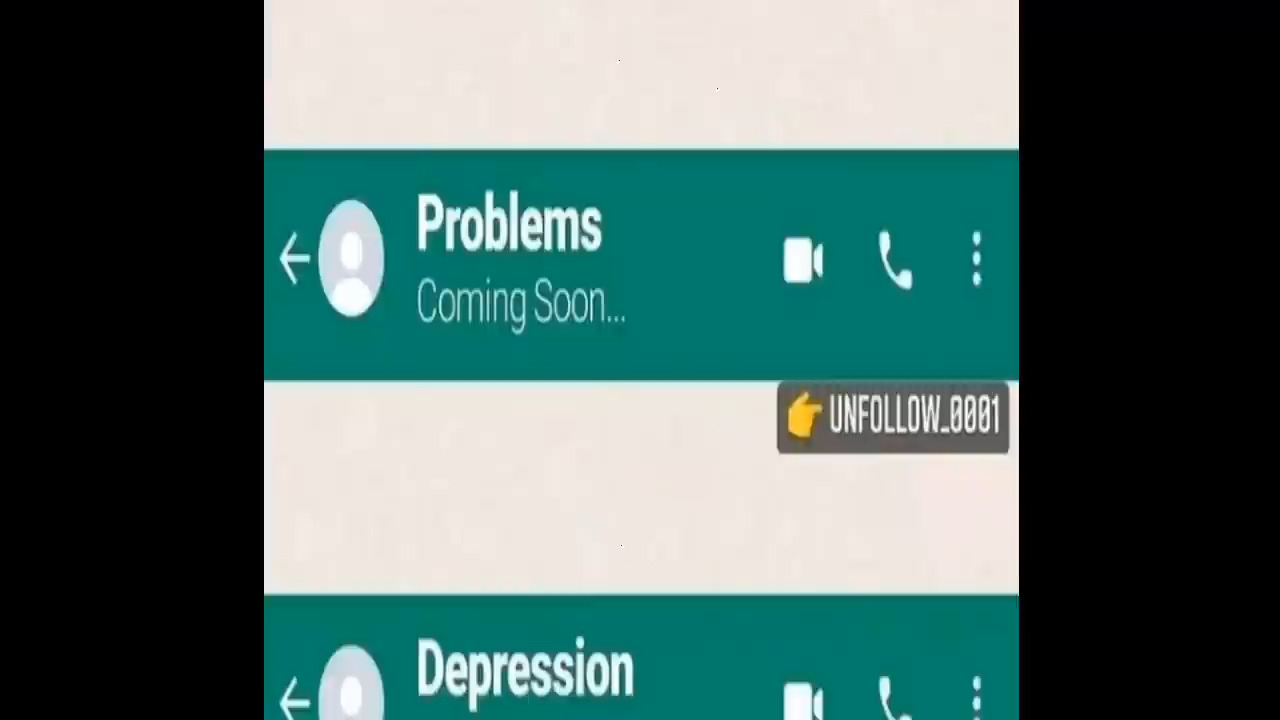 Problems
Coming Soon...
👉 UNFOLLOW_0001
Depression